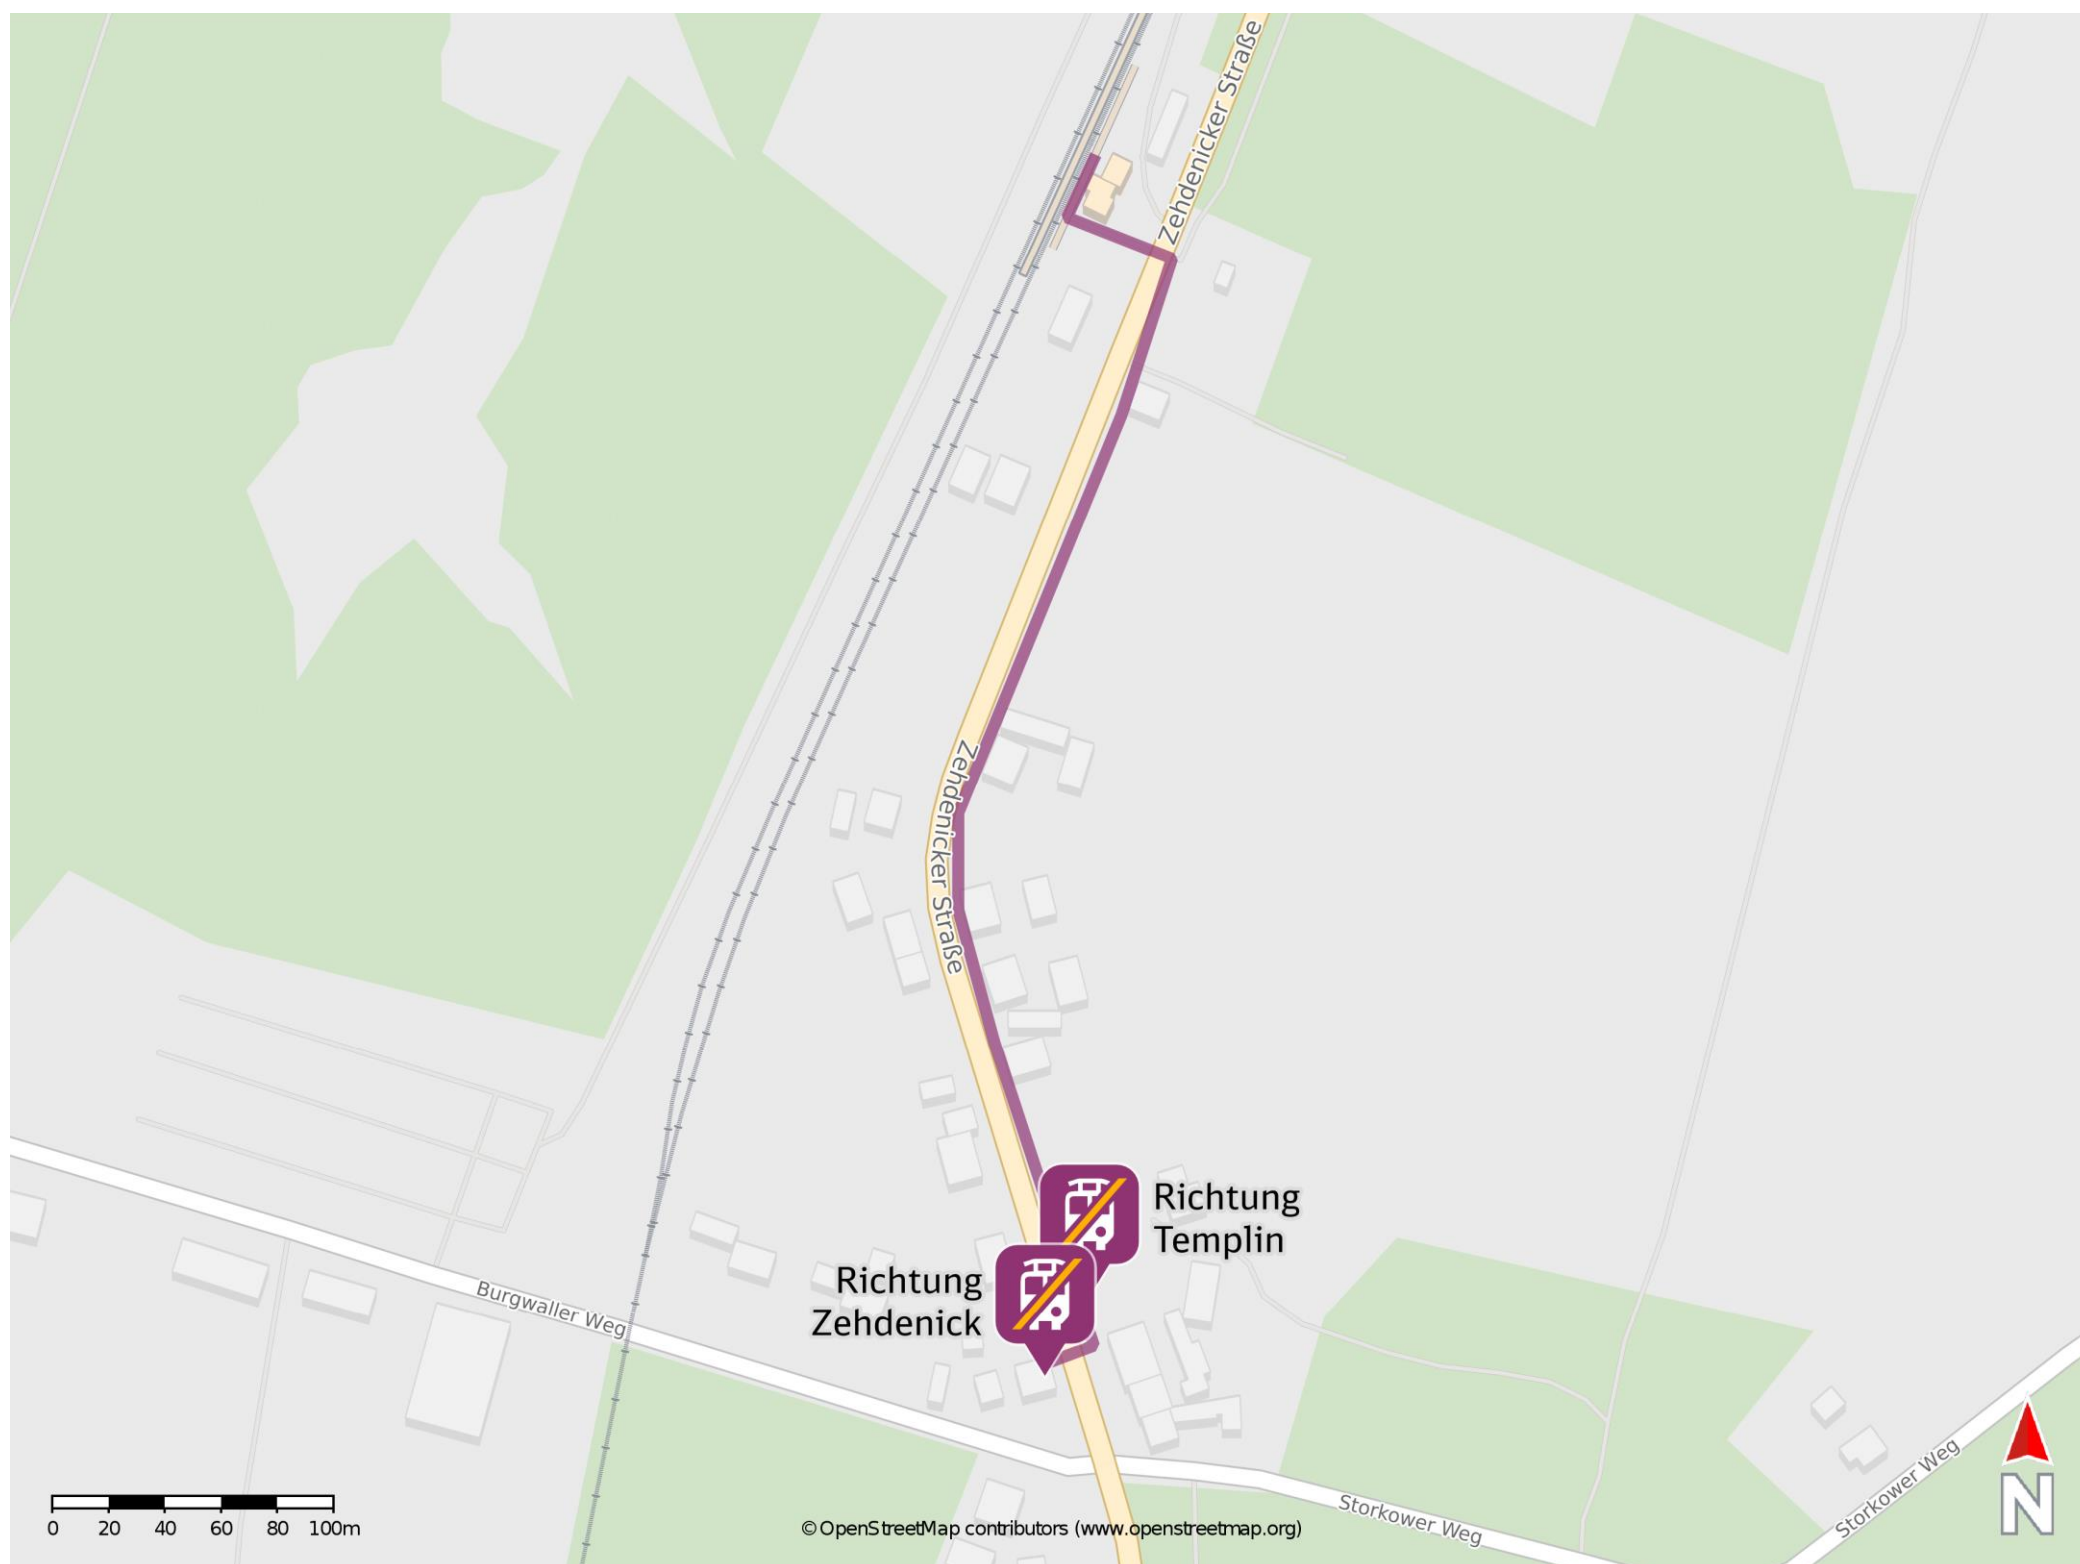 Zehdenicker Straße
Zehdenicker Straße
Richtung
Templin
Richtung
Zehdenick
Burgwaller Weg
Storkower Weg
Storkower Weg
N
0 20 40 60 80 100m
© OpenStreetMap contributors (www.openstreetmap.org)